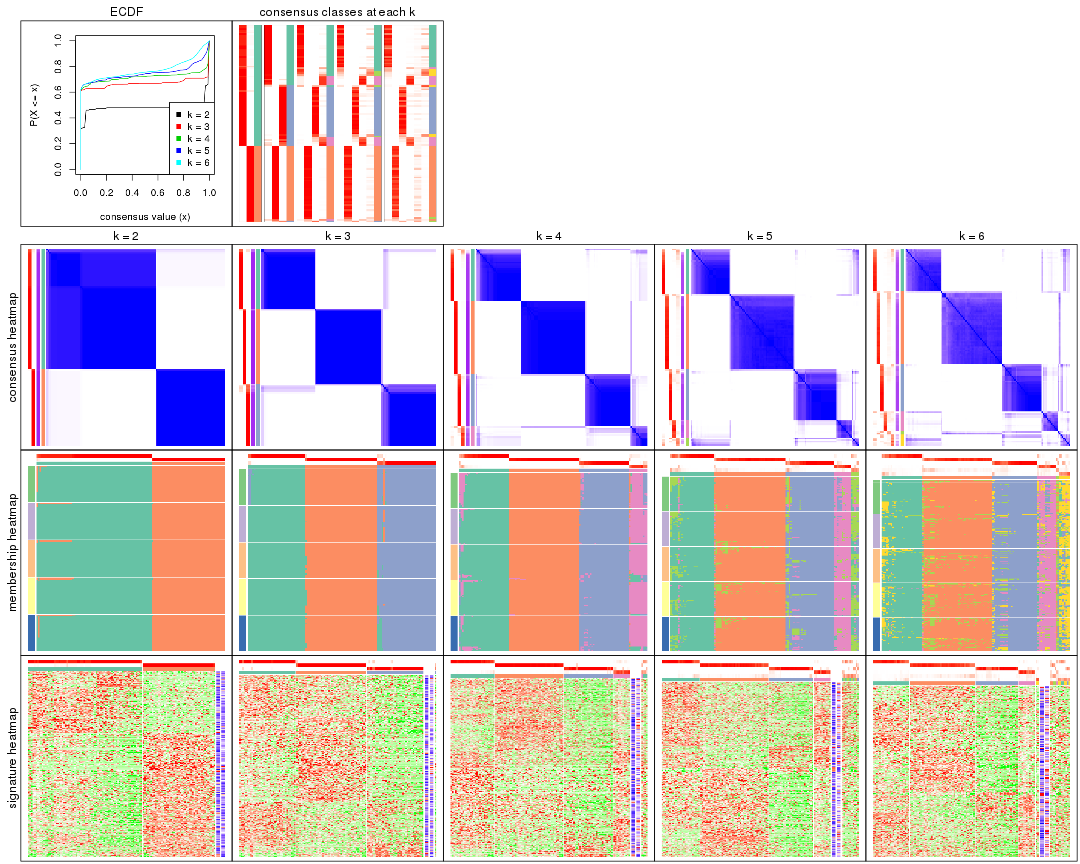 ECDF
consensus classes at each k
P(X <= x)
0.0 0.2 0.4 0.6 0.8 1.0
k = 2
k = 3
k = 4
k = 5
k = 6
0.0 0.2 0.4 0.6 0.8 1.0
consensus value (x)
k = 2 k = 3 k = 4 k = 5 k = 6
consensus heatmap
membership heatmap
signature heatmap